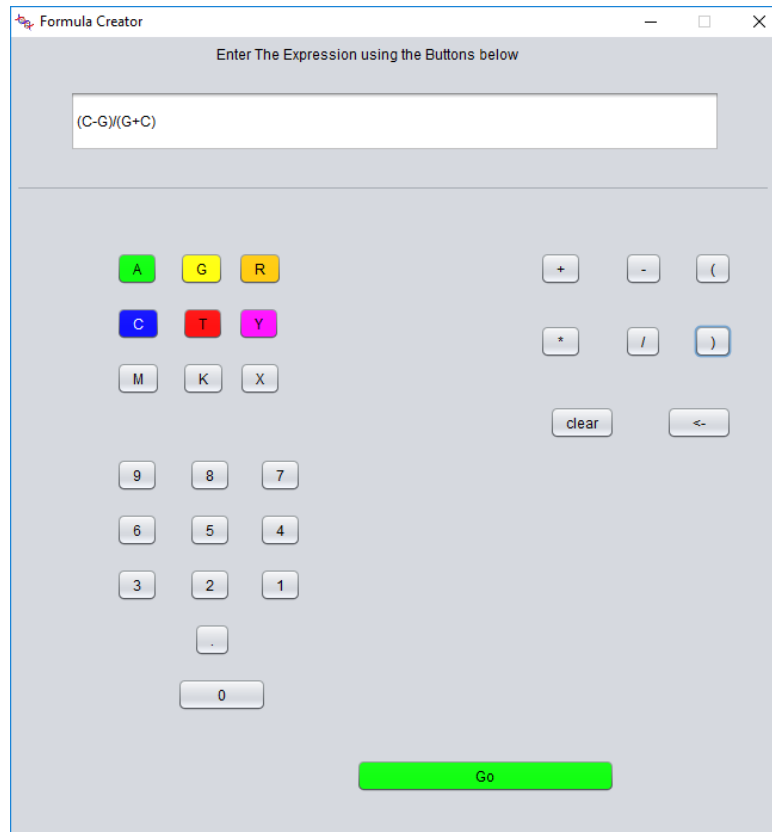 Formula Creator
Enter The Expression using the Buttons below
(C-G)/(G+C)
A G R + - (
C T Y * / )
M K X
clear <-
9 8 7
6 5 4
3 2 1
.
0
Go